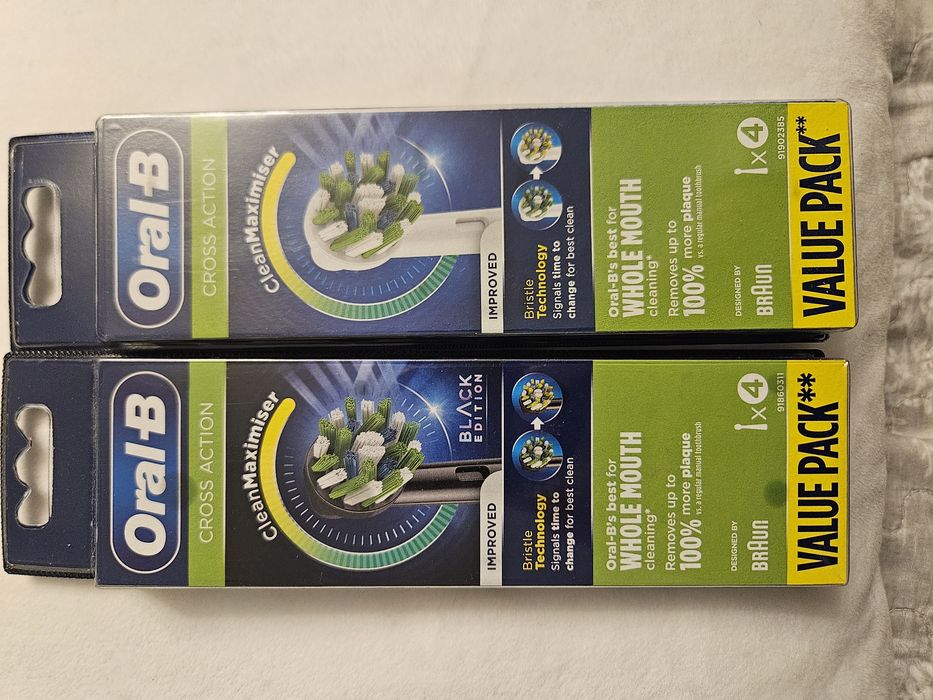 Oral-B
CROSS ACTION
CleanMaximiser
IMPROVED
Bristle
Technology
Signals time to
change for best clean
Oral-B's best for
WHOLE MOUTH
cleaning*
Removes up to
100% more plaque
vs. a regular manual toothbrush
DESIGNED BY
BRAUN
x 4
91902385
VALUE PACK**
Oral-B
CROSS ACTION
CleanMaximiser
BLACK
EDITION
IMPROVED
Bristle
Technology
Signals time to
change for best clean
Oral-B's best for
WHOLE MOUTH
cleaning*
Removes up to
100% more plaque
vs. a regular manual toothbrush
DESIGNED BY
BRAUN
x 4
91860311
VALUE PACK**